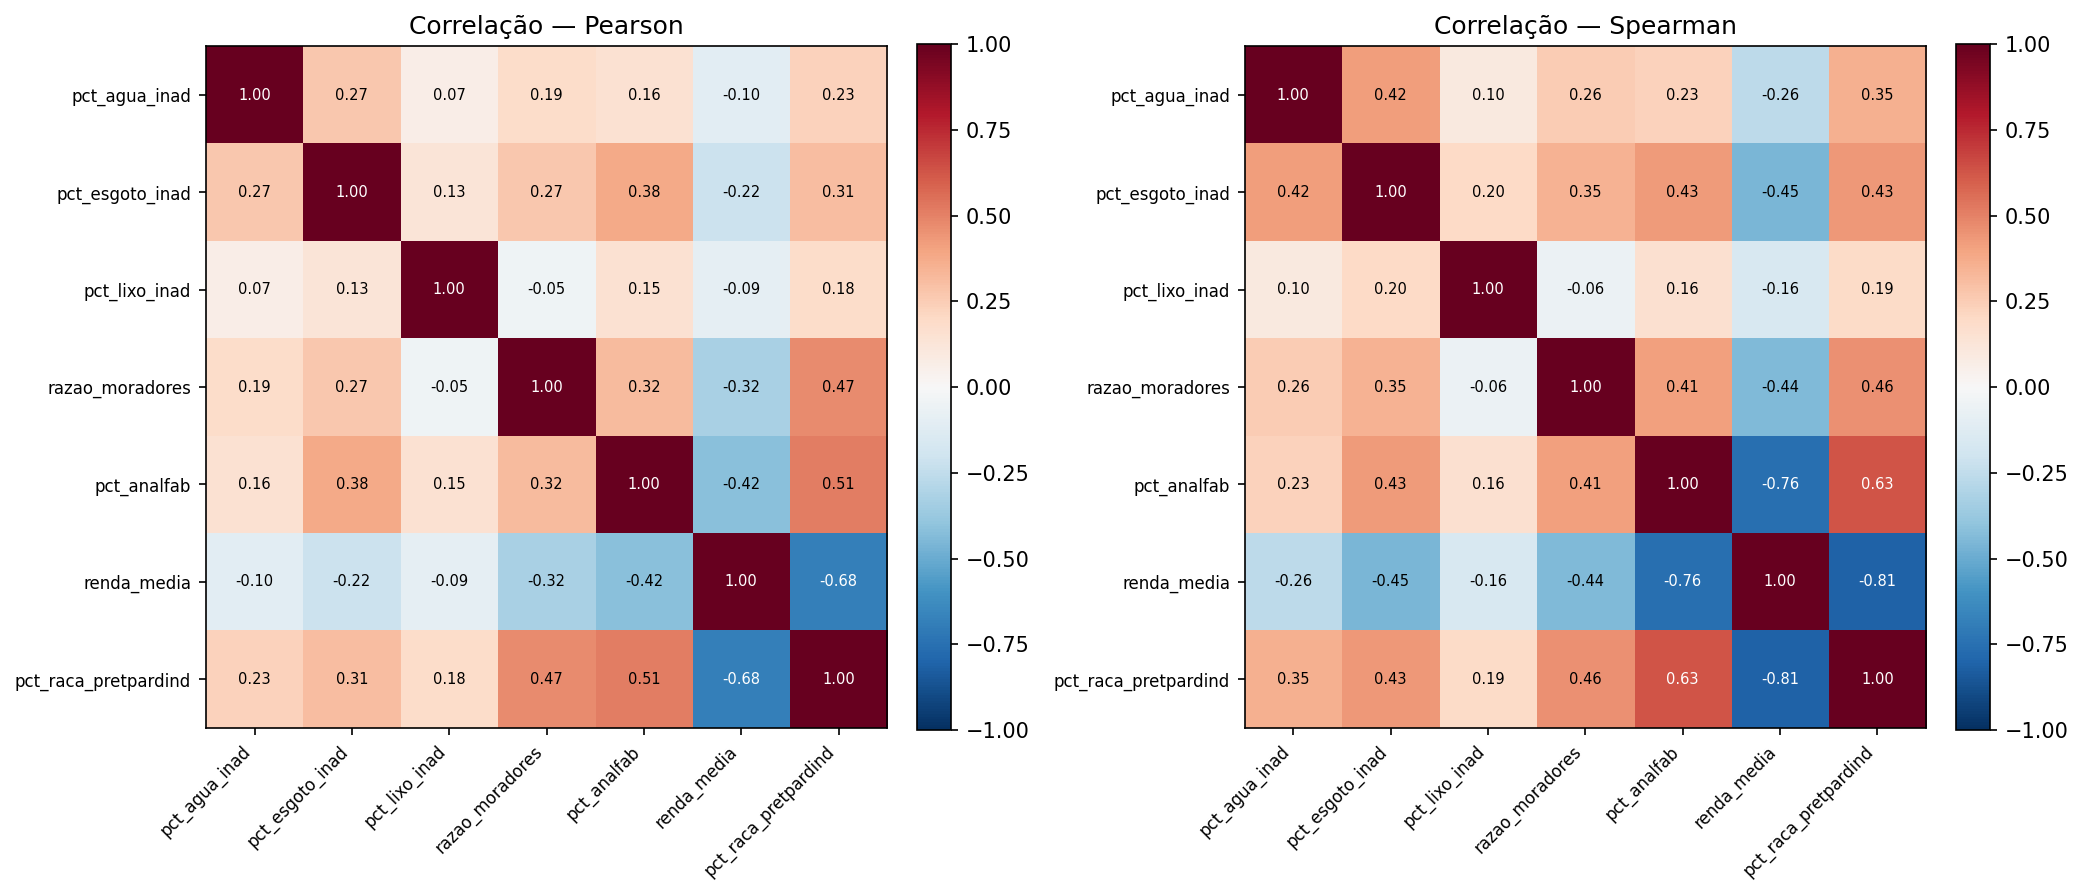 Correlação — Pearson
pct_agua_inad 1.00 0.27 0.07 0.19 0.16 -0.10 0.23
pct_esgoto_inad 0.27 1.00 0.13 0.27 0.38 -0.22 0.31
pct_lixo_inad 0.07 0.13 1.00 -0.05 0.15 -0.09 0.18
razao_moradores 0.19 0.27 -0.05 1.00 0.32 -0.32 0.47
pct_analfab 0.16 0.38 0.15 0.32 1.00 -0.42 0.51
renda_media -0.10 -0.22 -0.09 -0.32 -0.42 1.00 -0.68
pct_raca_pretpardind 0.23 0.31 0.18 0.47 0.51 -0.68 1.00
pct_agua_inad pct_esgoto_inad pct_lixo_inad razao_moradores pct_analfab renda_media pct_raca_pretpardind
1.00
0.75
0.50
0.25
0.00
−0.25
−0.50
−0.75
−1.00
Correlação — Spearman
pct_agua_inad 1.00 0.42 0.10 0.26 0.23 -0.26 0.35
pct_esgoto_inad 0.42 1.00 0.20 0.35 0.43 -0.45 0.43
pct_lixo_inad 0.10 0.20 1.00 -0.06 0.16 -0.16 0.19
razao_moradores 0.26 0.35 -0.06 1.00 0.41 -0.44 0.46
pct_analfab 0.23 0.43 0.16 0.41 1.00 -0.76 0.63
renda_media -0.26 -0.45 -0.16 -0.44 -0.76 1.00 -0.81
pct_raca_pretpardind 0.35 0.43 0.19 0.46 0.63 -0.81 1.00
pct_agua_inad pct_esgoto_inad pct_lixo_inad razao_moradores pct_analfab renda_media pct_raca_pretpardind
1.00
0.75
0.50
0.25
0.00
−0.25
−0.50
−0.75
−1.00